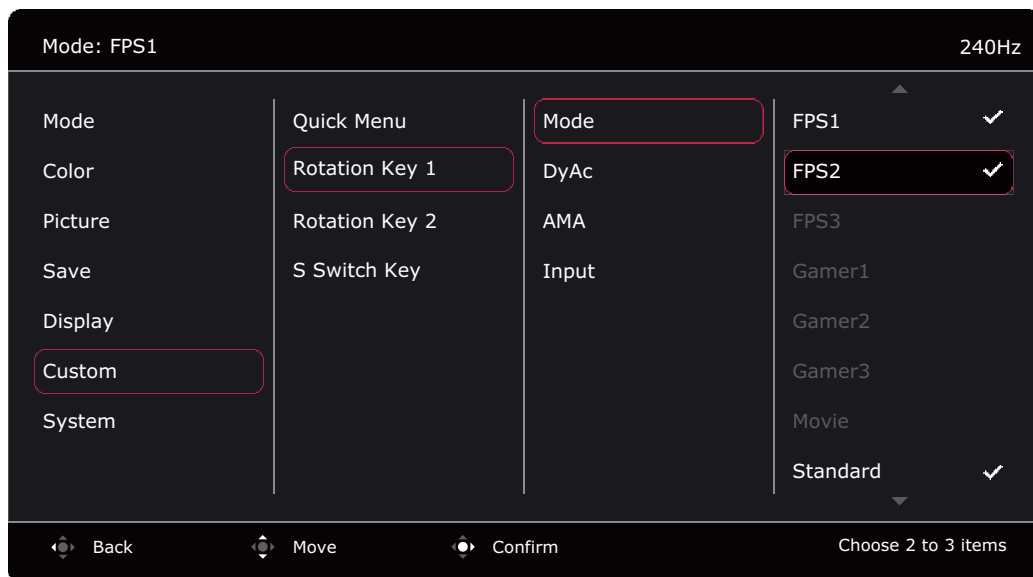 Mode: FPS1
240Hz
Mode
Color
Picture
Save
Display
Custom
System
Quick Menu
Rotation Key 1
Rotation Key 2
S Switch Key
Mode
DyAc
AMA
Input
FPS1
FPS2
FPS3
Gamer1
Gamer2
Gamer3
Movie
Standard
Back
Move
Confirm
Choose 2 to 3 items